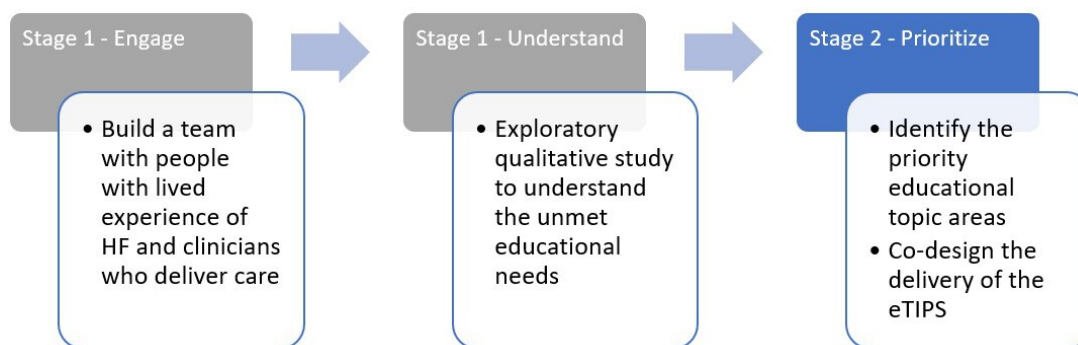 Stage 1 - Engage
• Build a team
with people
with lived
experience of
HF and clinicians
who deliver care
Stage 1 - Understand
• Exploratory
qualitative study
to understand
the unmet
educational
needs
Stage 2 - Prioritize
• Identify the
priority
educational
topic areas
• Co-design the
delivery of the
eTIPS